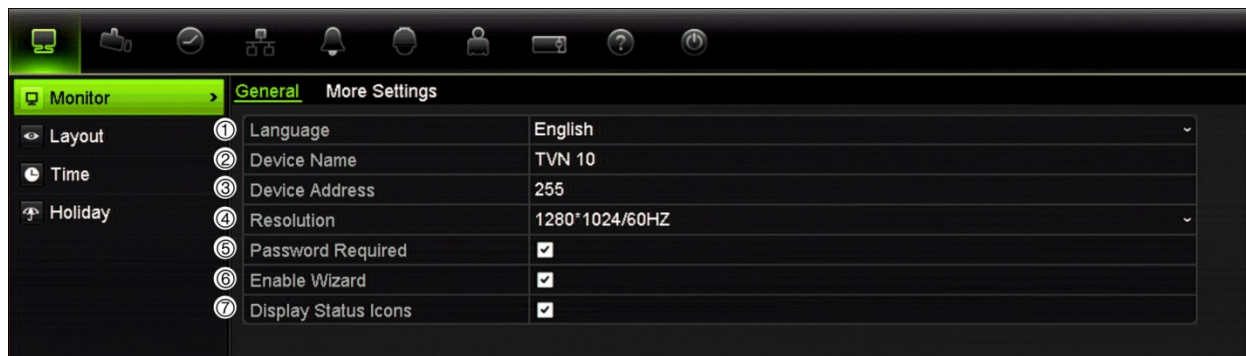 General More Settings
Monitor
Layout
Time
Holiday
① Language English
② Device Name TVN 10
③ Device Address 255
④ Resolution 1280*1024/60HZ
⑤ Password Required
⑥ Enable Wizard
⑦ Display Status Icons